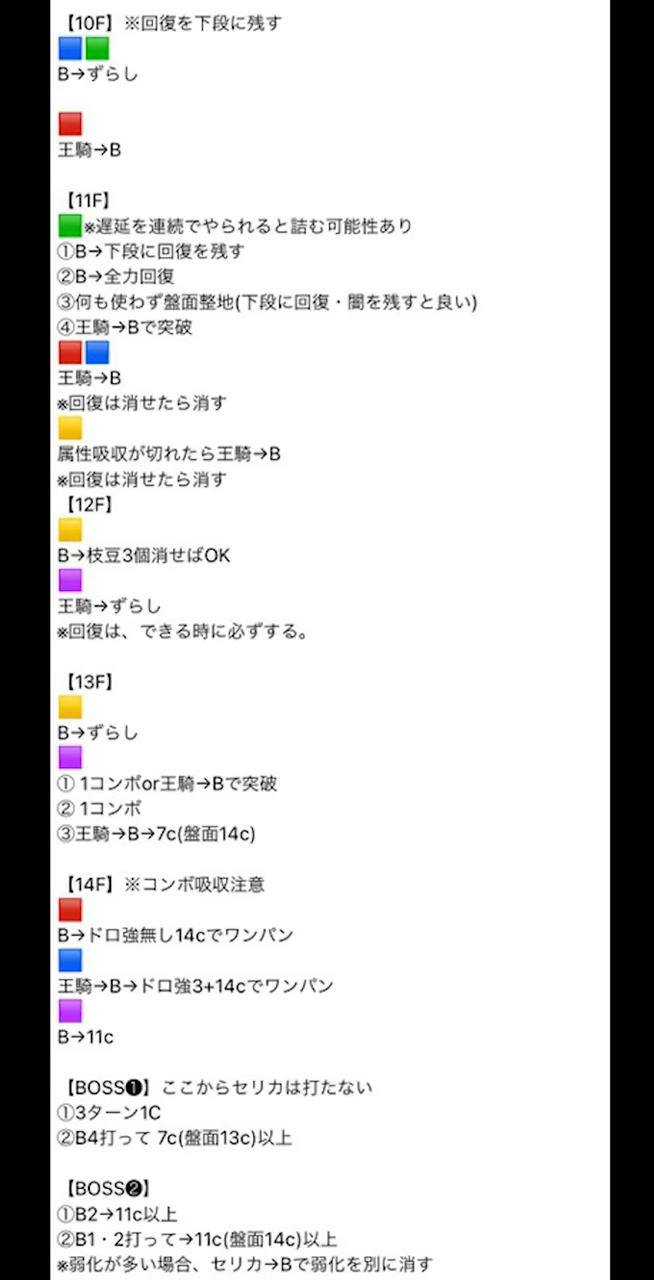 【10F】※回復を下段に残す
🟦🟩
B→ずらし
🟥
王騎→B
【11F】
🟩※遅延を連続でやられると詰む可能性あり
①B→下段に回復を残す
②B→全力回復
③何も使わず盤面整地(下段に回復・闇を残すと良い)
④王騎→Bで突破
🟥🟦
王騎→B
※回復は消せたら消す
🟨
属性吸収が切れたら王騎→B
※回復は消せたら消す
【12F】
🟨
B→枝豆3個消せばOK
🟪
王騎→ずらし
※回復は、できる時に必ずする。
【13F】
🟨
B→ずらし
🟪
① 1コンボor王騎→Bで突破
② 1コンボ
③王騎→B→7c(盤面14c)
【14F】※コンボ吸収注意
🟥
B→ドロ強無し14cでワンパン
🟦
王騎→B→ドロ強3+14cでワンパン
🟪
B→11c
【BOSS❶】ここからセリカは打たない
①3ターン1C
②B4打って 7c(盤面13c)以上
【BOSS❷】
①B2→11c以上
②B1・2打って→11c(盤面14c)以上
※弱化が多い場合、セリカ→Bで弱化を別に消す